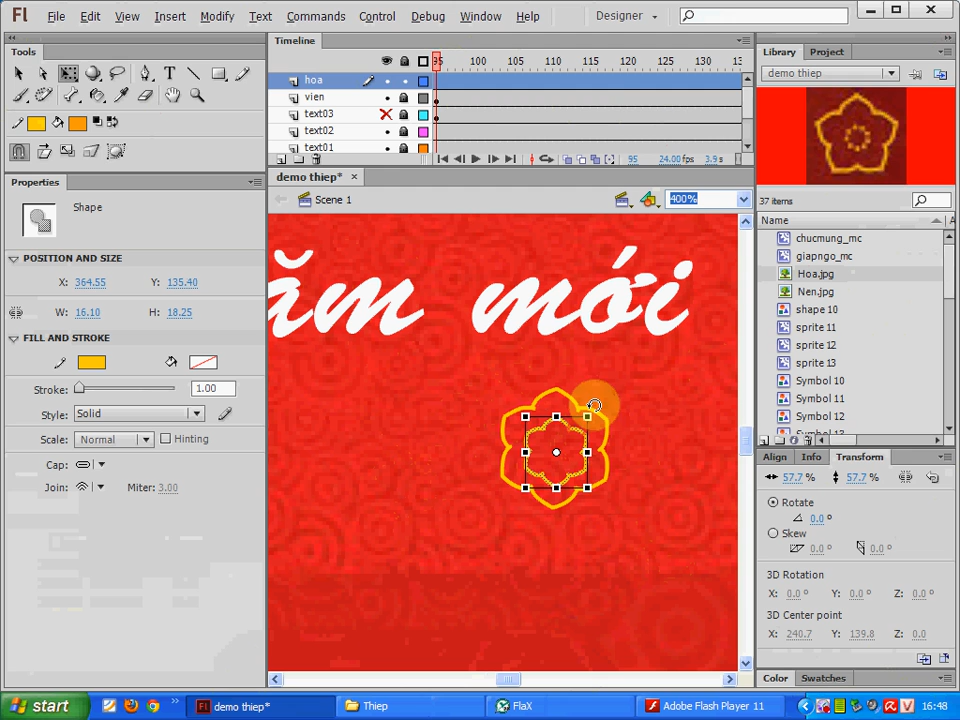 Fl File Edit View Insert Modify Text Commands Control Debug Window Help Designer
Tools
Timeline
Library Project
95 100 105 110 115 120 125 130
demo thiep
hoa
vien
text03
text02
text01
95 24.00 fps 3.9 s
Properties
demo thiep*
Scene 1
400%
37 items
Name
chucmung_mc
giapngo_mc
Hoa.jpg
Nen.jpg
shape 10
sprite 11
sprite 12
sprite 13
Symbol 10
Symbol 11
Symbol 12
Shape
POSITION AND SIZE
X: 364.55 Y: 135.40
W: 16.10 H: 18.25
FILL AND STROKE
Stroke: 1.00
Style: Solid
Scale: Normal Hinting
Cap:
Join: Miter: 3.00
ăm mới
Align Info Transform
57.7 % 57.7 %
Rotate
0.0 °
Skew
0.0 ° 0.0 °
3D Rotation
X: 0.0 ° Y: 0.0 ° Z: 0.0 °
3D Center point
X: 240.7 Y: 139.8 Z: 0.0
Color Swatches
start demo thiep* Thiep FlaX Adobe Flash Player 11 16:48